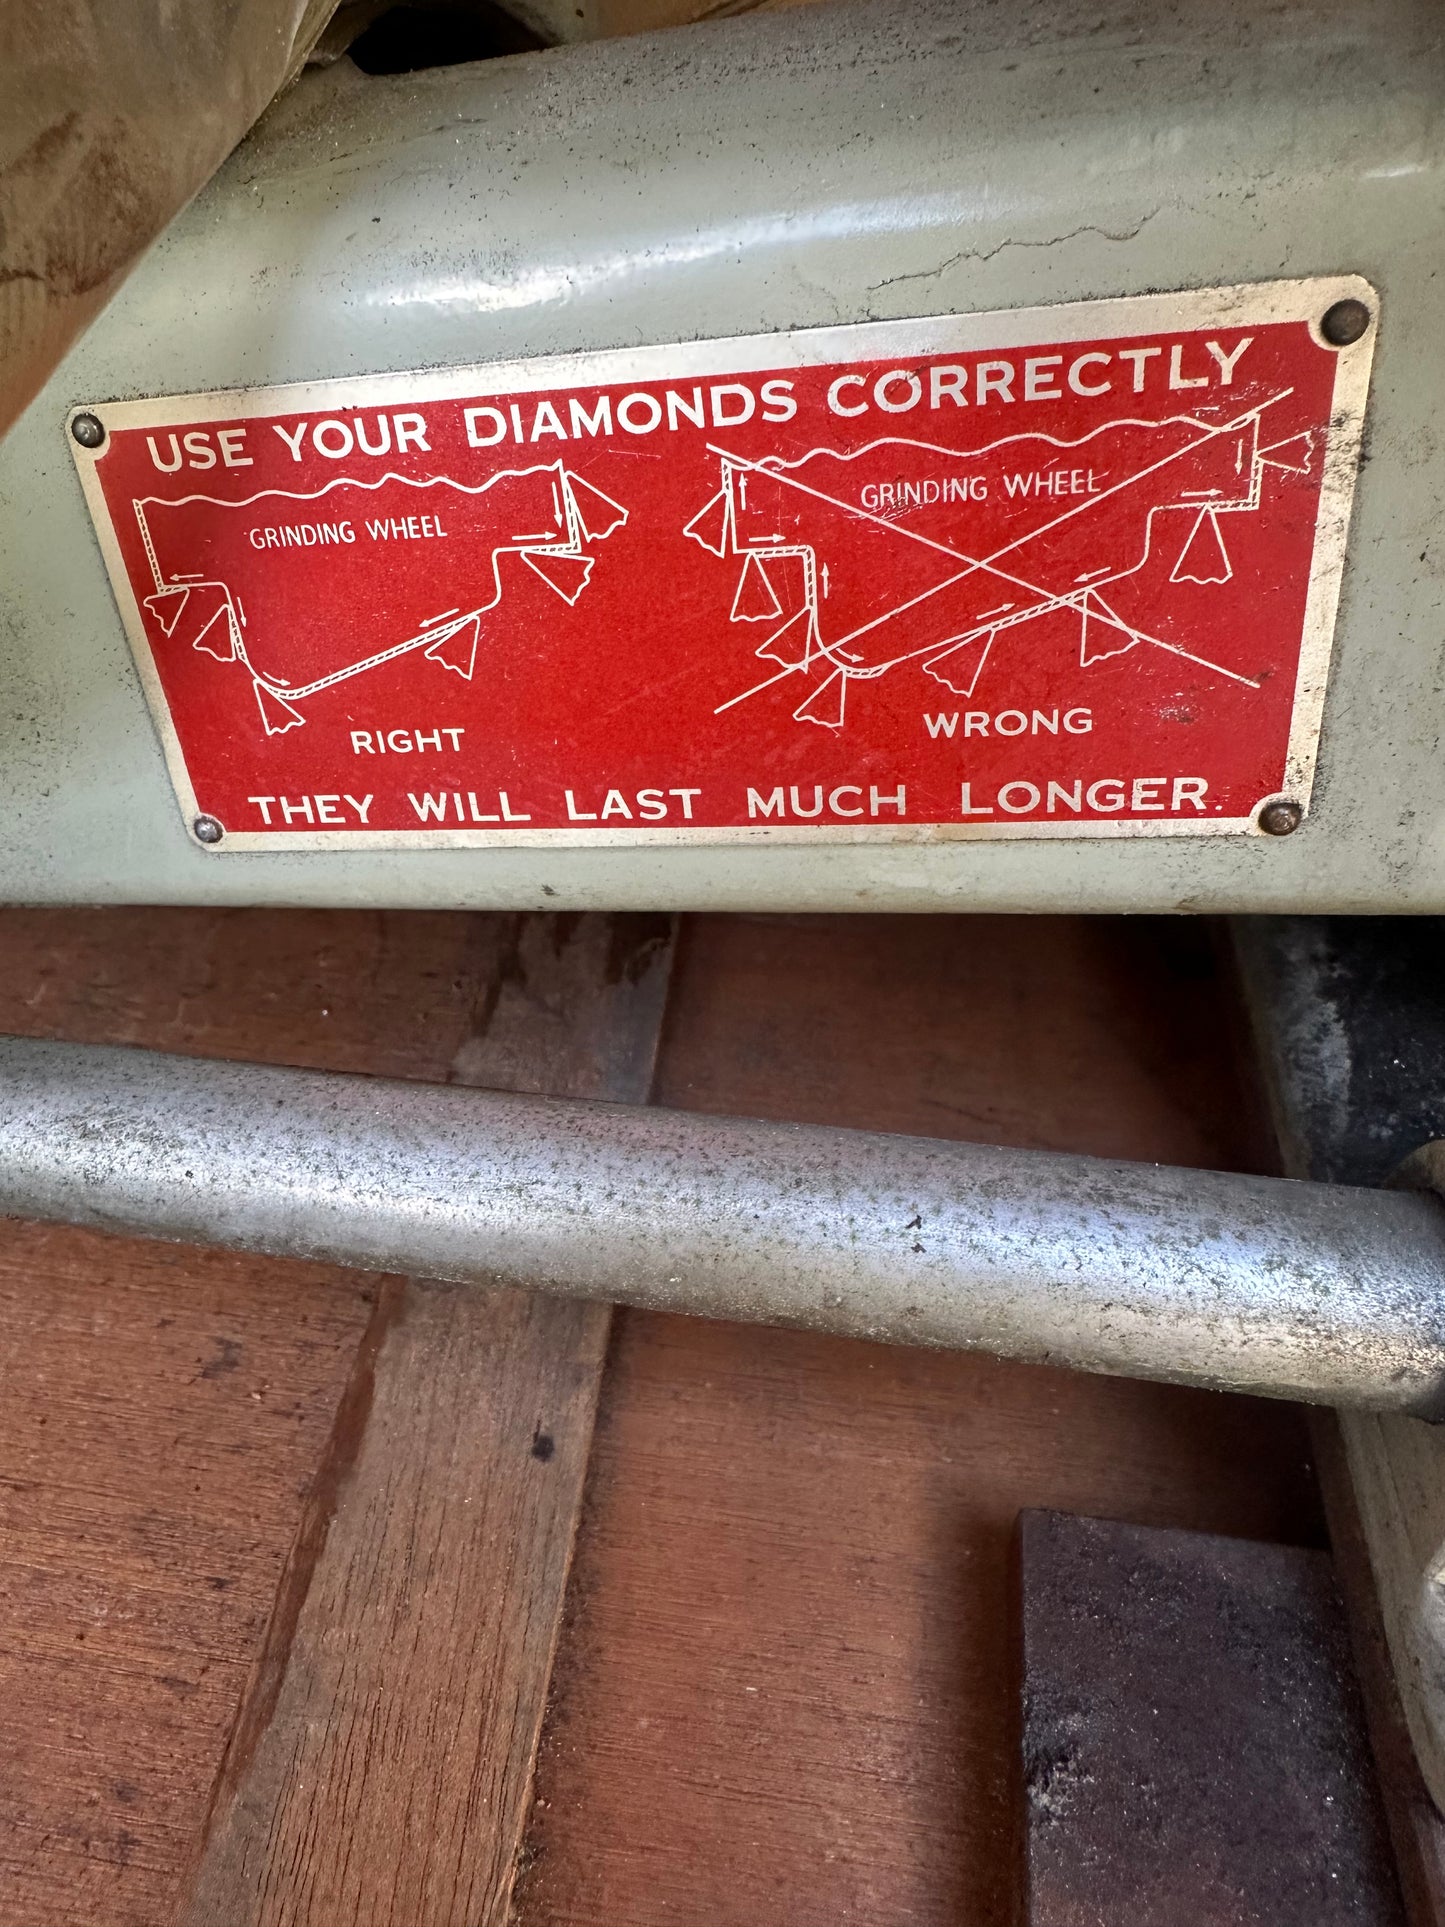 USE YOUR DIAMONDS CORRECTLY
GRINDING WHEEL
GRINDING WHEEL
RIGHT
WRONG
THEY WILL LAST MUCH LONGER.